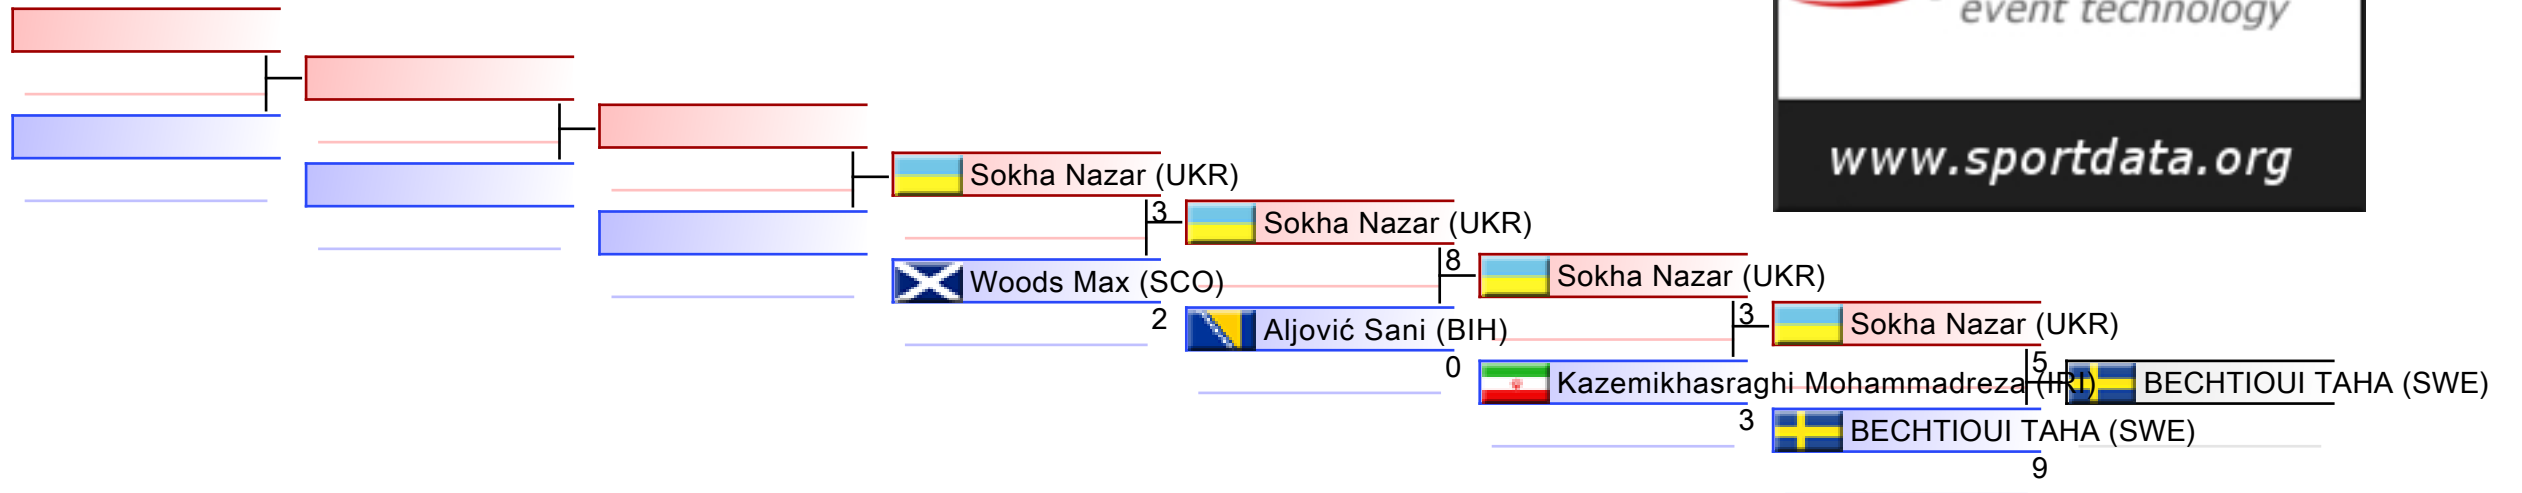 event technology
www.sportdata.org
Sokha Nazar (UKR)
3
Woods Max (SCO)
2
Sokha Nazar (UKR)
8
Aljović Sani (BIH)
0
Sokha Nazar (UKR)
3
Kazemikhasraghi Mohammadreza (IRI)
3
Sokha Nazar (UKR)
5
BECHTIOUI TAHA (SWE)
9
BECHTIOUI TAHA (SWE)